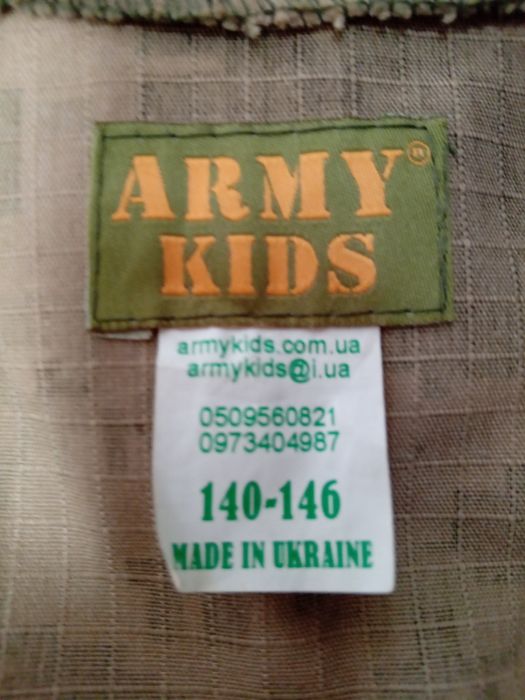 ARMY
KIDS
armykids.com.ua
armykids@i.ua
0509560821
0973404987
140-146
MADE IN UKRAINE